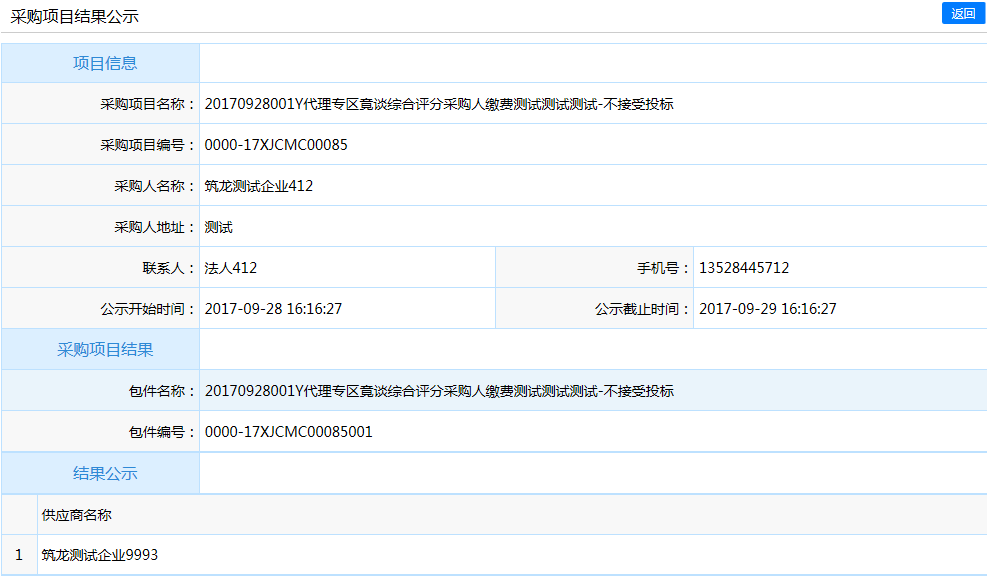 采购项目结果公示
返回
项目信息
采购项目名称： 20170928001Y代理专区竟谈综合评分采购人缴费测试测试测试-不接受投标
采购项目编号： 0000-17XJCMC00085
采购人名称： 筑龙测试企业412
采购人地址： 测试
联系人： 法人412 手机号： 13528445712
公示开始时间： 2017-09-28 16:16:27 公示截止时间： 2017-09-29 16:16:27
采购项目结果
包件名称： 20170928001Y代理专区竟谈综合评分采购人缴费测试测试测试-不接受投标
包件编号： 0000-17XJCMC00085001
结果公示
供应商名称
1 筑龙测试企业9993